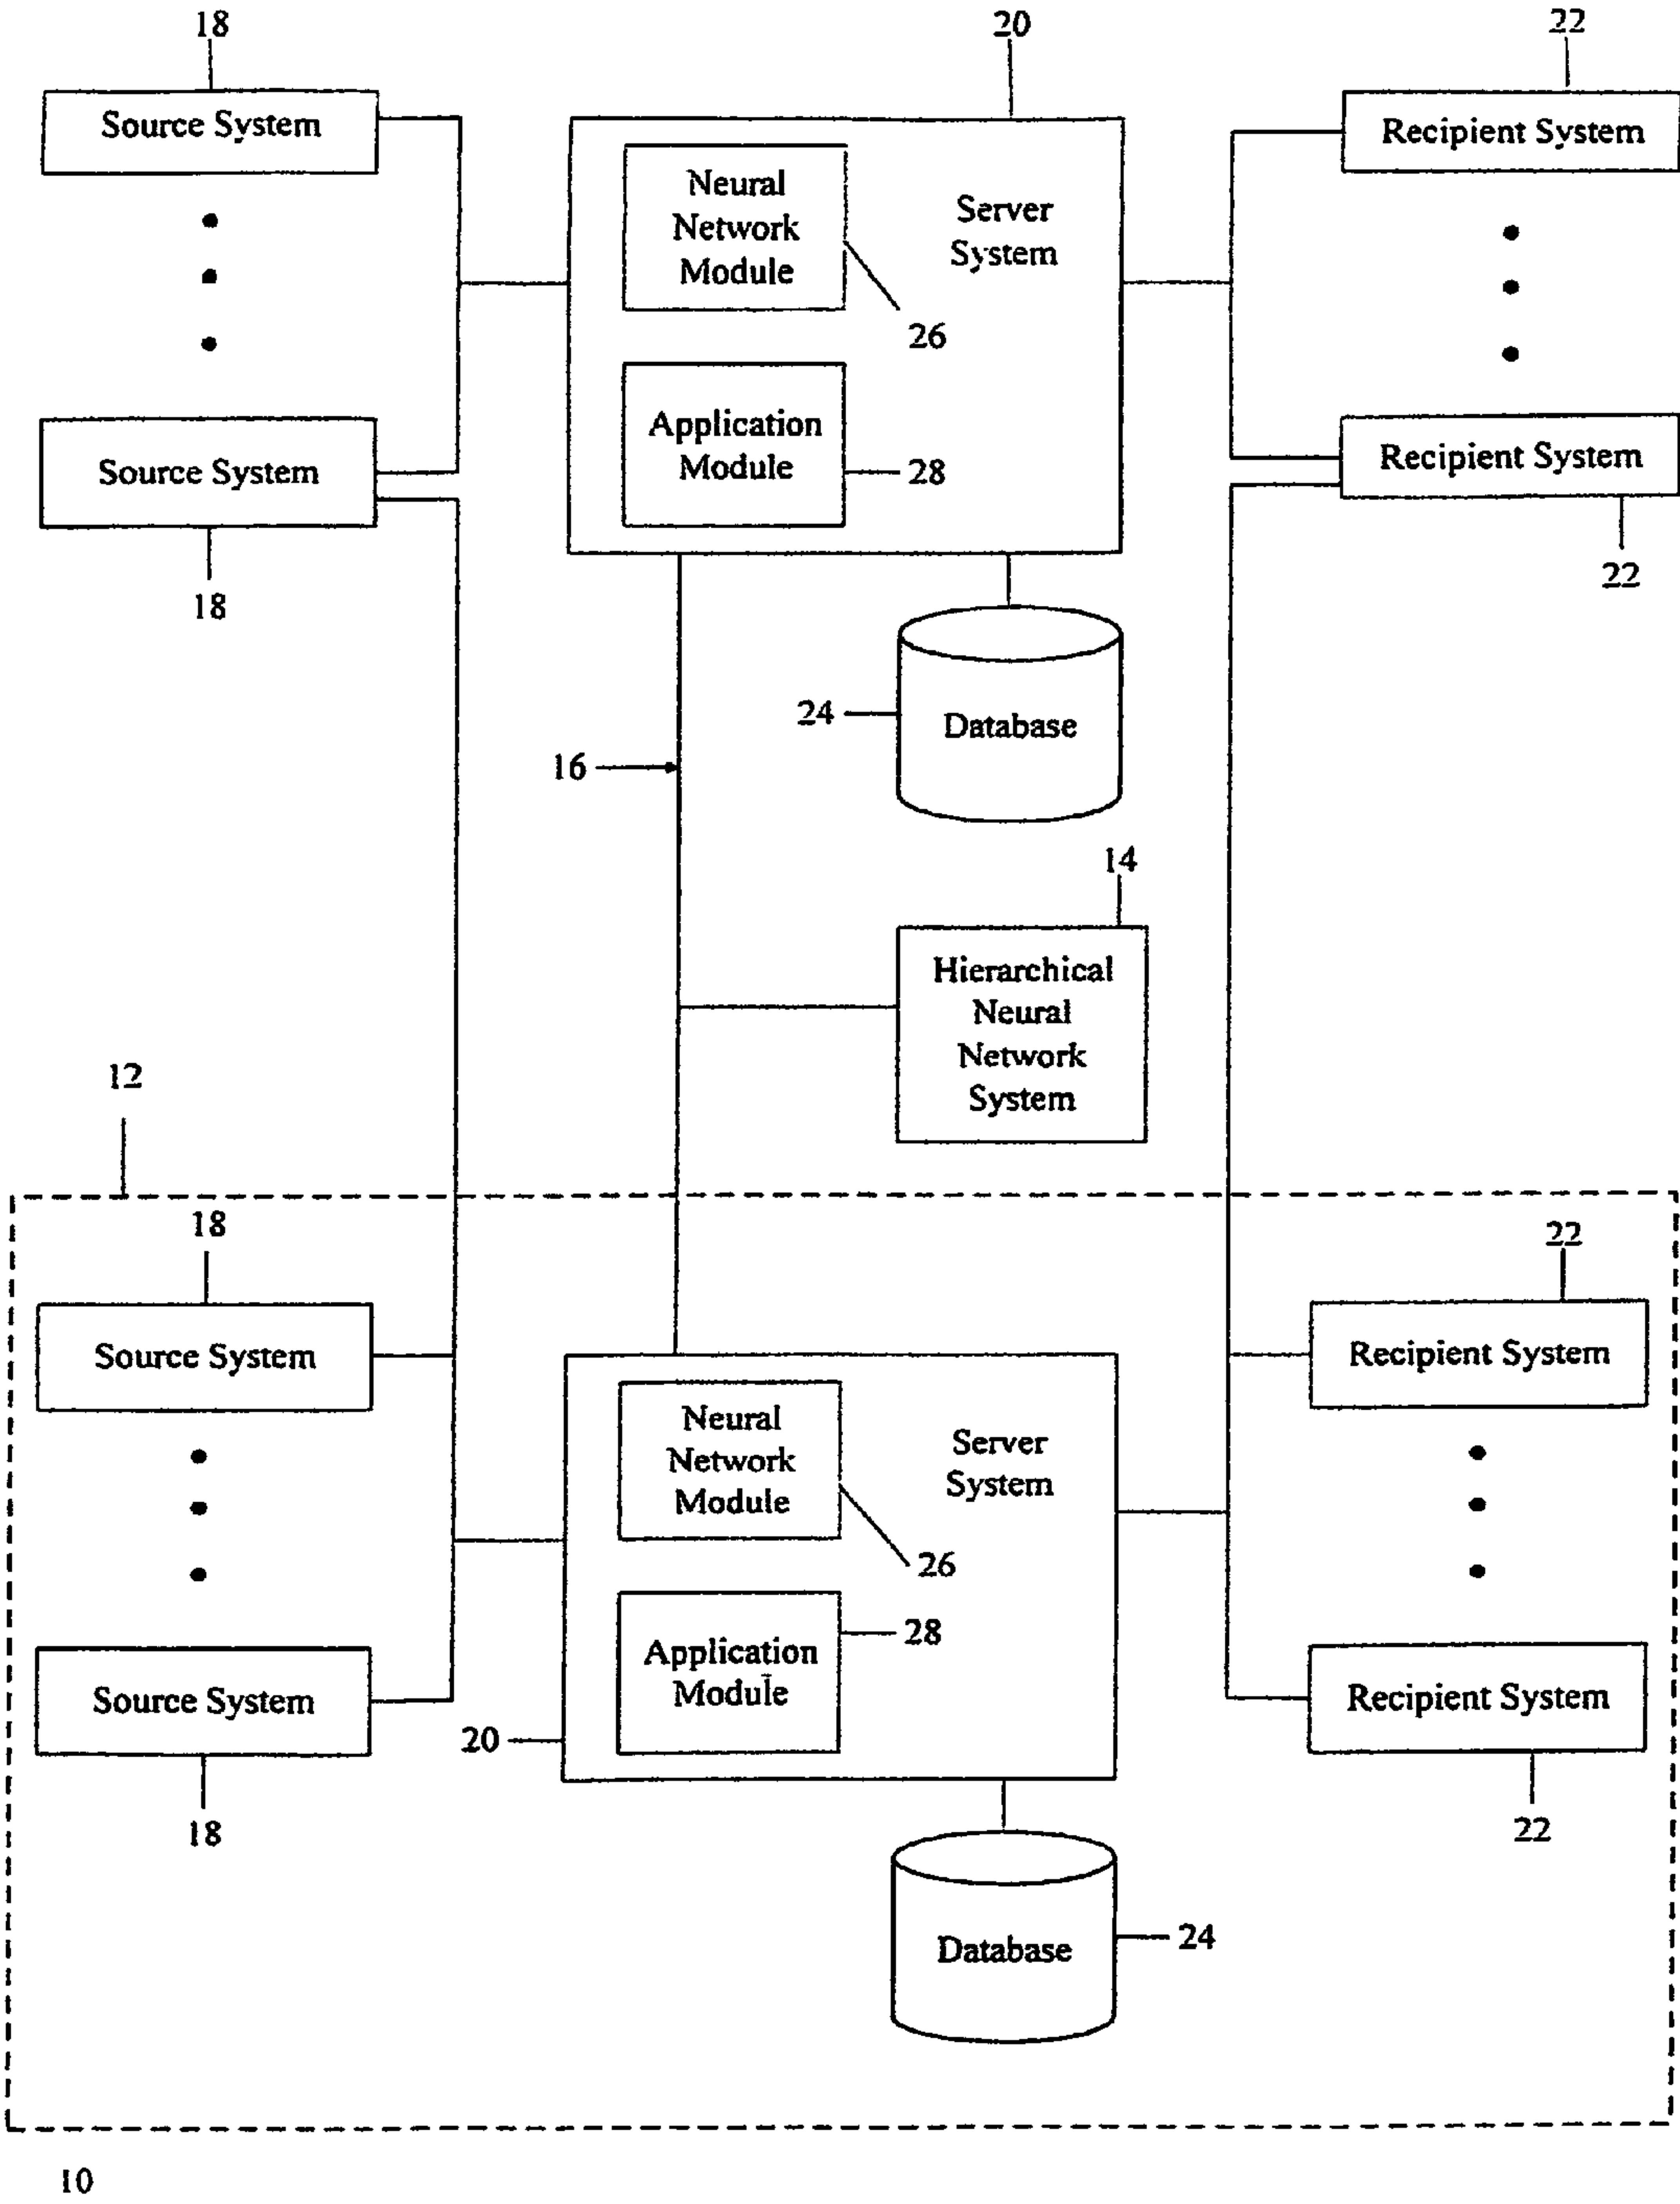 18
20
22
Source System
Neural
Network
Module
Server
System
Recipient System
26
Source System
Application
Module
28
Recipient System
18
22
24
Database
16
14
Hierarchical
Neural
Network
System
12
18
22
Source System
Neural
Network
Module
Server
System
Recipient System
26
28
Source System
Application
Module
Recipient System
20
18
22
24
Database
10